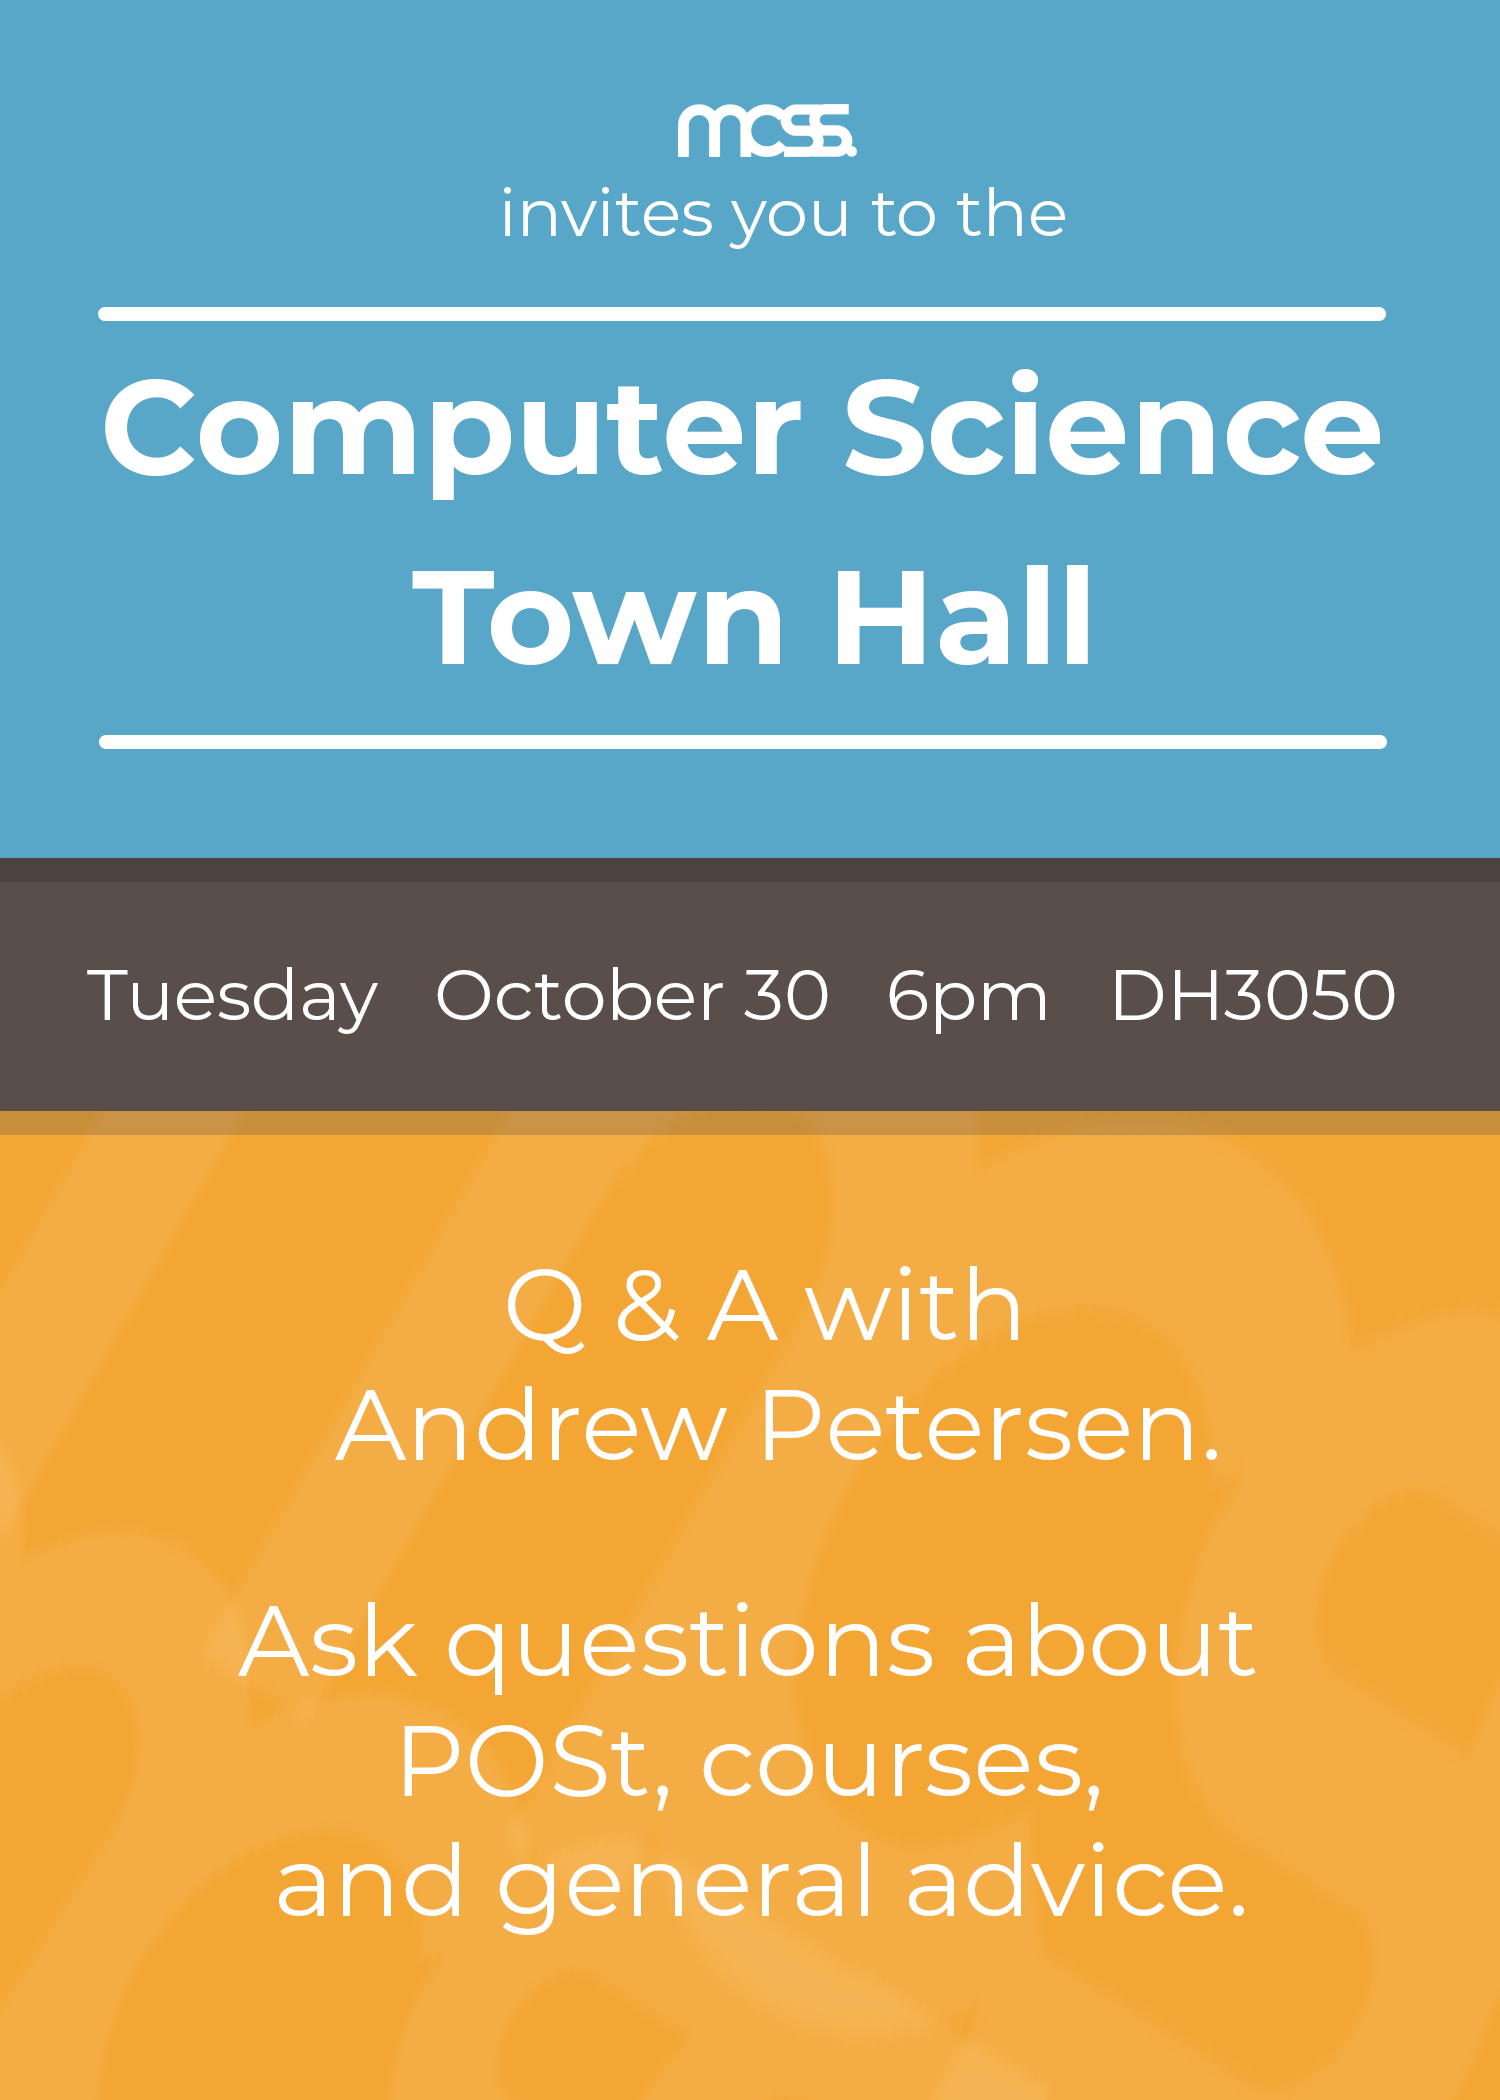 mcss.
invites you to the
Computer Science
Town Hall
Tuesday October 30 6pm DH3050
Q & A with
Andrew Petersen.
Ask questions about
POSt, courses,
and general advice.